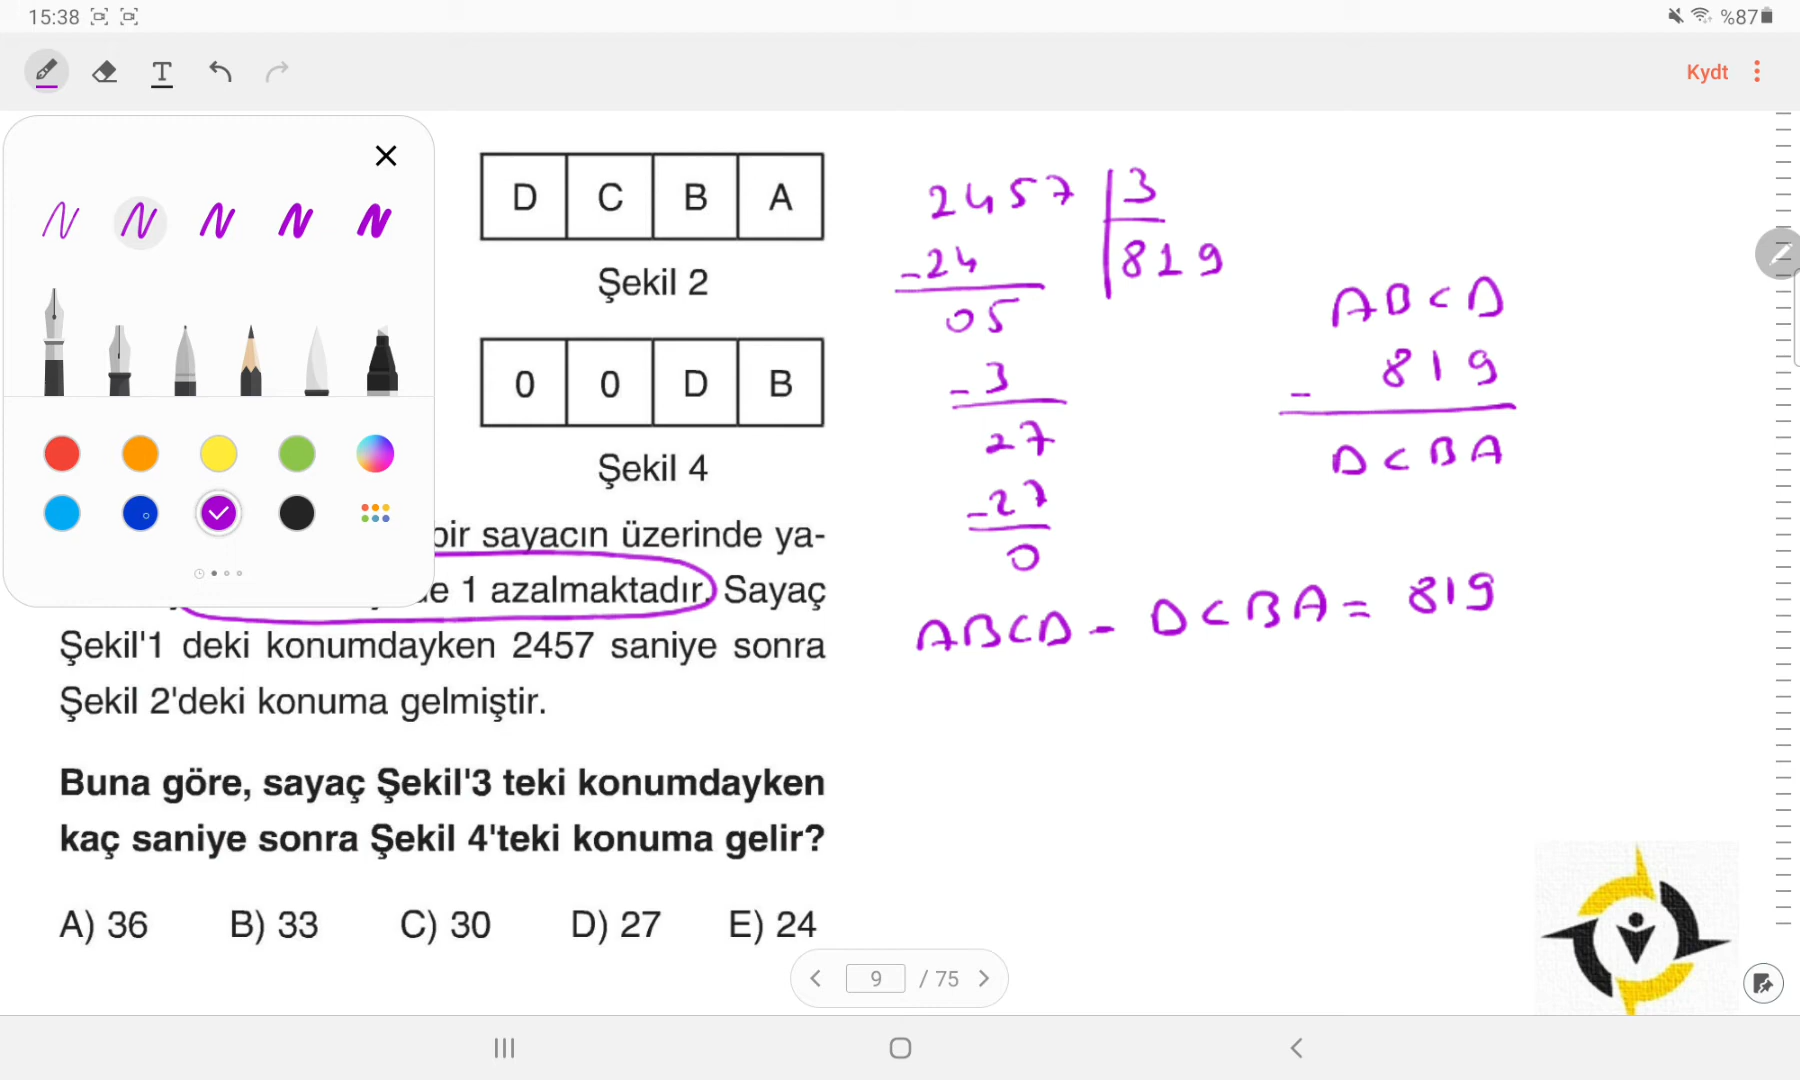 15:38
%87
T
Kydt
D C B A
Şekil 2
0 0 D B
Şekil 4
bir sayacın üzerinde ya-
de 1 azalmaktadır. Sayaç
Şekil'1 deki konumdayken 2457 saniye sonra
Şekil 2'deki konuma gelmiştir.
Buna göre, sayaç Şekil'3 teki konumdayken
kaç saniye sonra Şekil 4'teki konuma gelir?
A) 36 B) 33 C) 30 D) 27 E) 24
2457 3
-24 819
05
-3
27
-27
0
ABCD
- 819
DCBA
ABCD - DCBA = 819
9 / 75